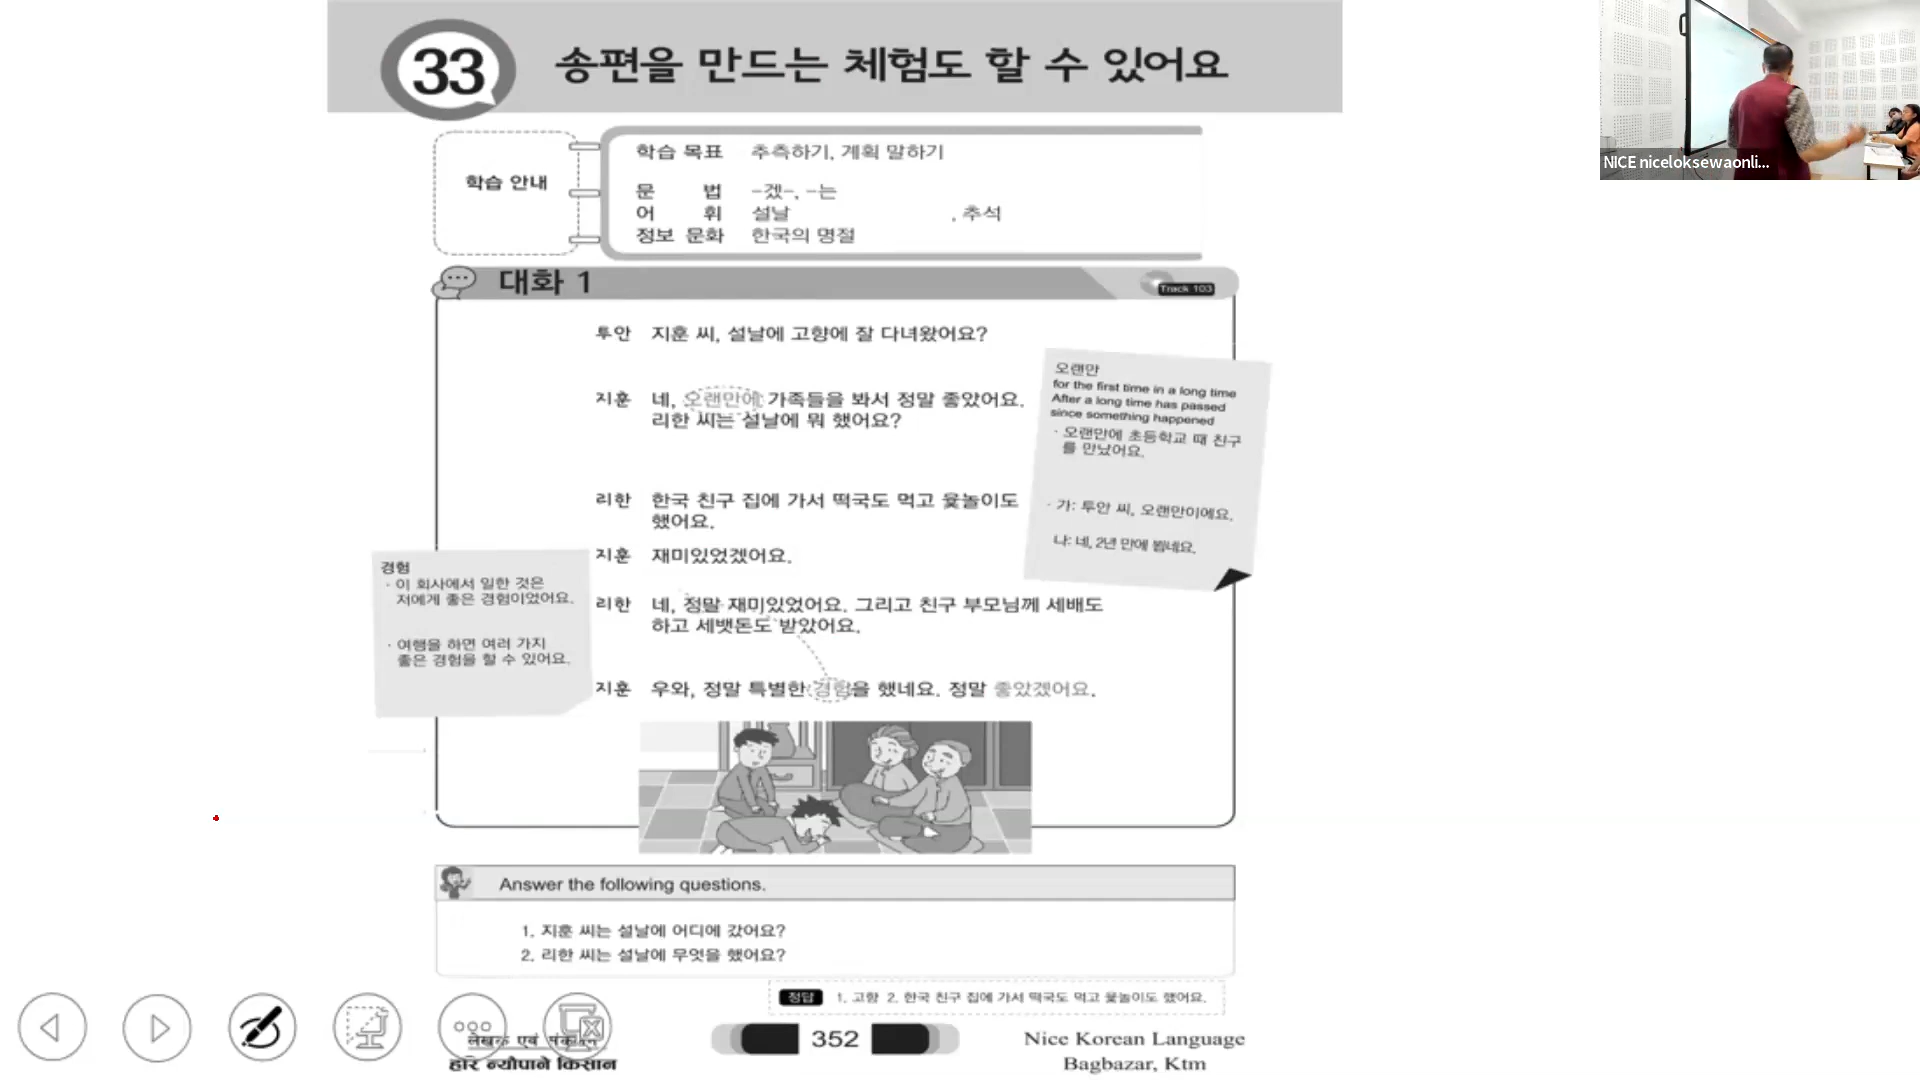 33 송편을 만드는 체험도 할 수 있어요
학습 안내
학습 목표 추측하기, 계획 말하기
문 법 -겠-, -는
어 휘 설날 , 추석
정보 문화 한국의 명절
대화 1
Track 103
투안 지훈 씨, 설날에 고향에 잘 다녀왔어요?
지훈 네, 오랜만에 가족들을 봐서 정말 좋았어요.
리한 씨는 설날에 뭐 했어요?
리한 한국 친구 집에 가서 떡국도 먹고 윷놀이도
했어요.
지훈 재미있었겠어요.
리한 네, 정말 재미있었어요. 그리고 친구 부모님께 세배도
하고 세뱃돈도 받았어요.
지훈 우와, 정말 특별한 경험을 했네요. 정말 좋았겠어요.
오랜만
for the first time in a long time
After a long time has passed
since something happened
· 오랜만에 초등학교 때 친구
를 만났어요.
· 가: 투안 씨, 오랜만이에요.
나: 네, 2년 만에 뵙네요.
경험
· 이 회사에서 일한 것은
저에게 좋은 경험이었어요.
· 여행을 하면 여러 가지
좋은 경험을 할 수 있어요.
Answer the following questions.
1. 지훈 씨는 설날에 어디에 갔어요?
2. 리한 씨는 설날에 무엇을 했어요?
정답 1. 고향 2. 한국 친구 집에 가서 떡국도 먹고 윷놀이도 했어요.
352
लेखक एवं
हरि न्यौपाने किसान
Nice Korean Language
Bagbazar, Ktm
NICE niceloksewaonli...